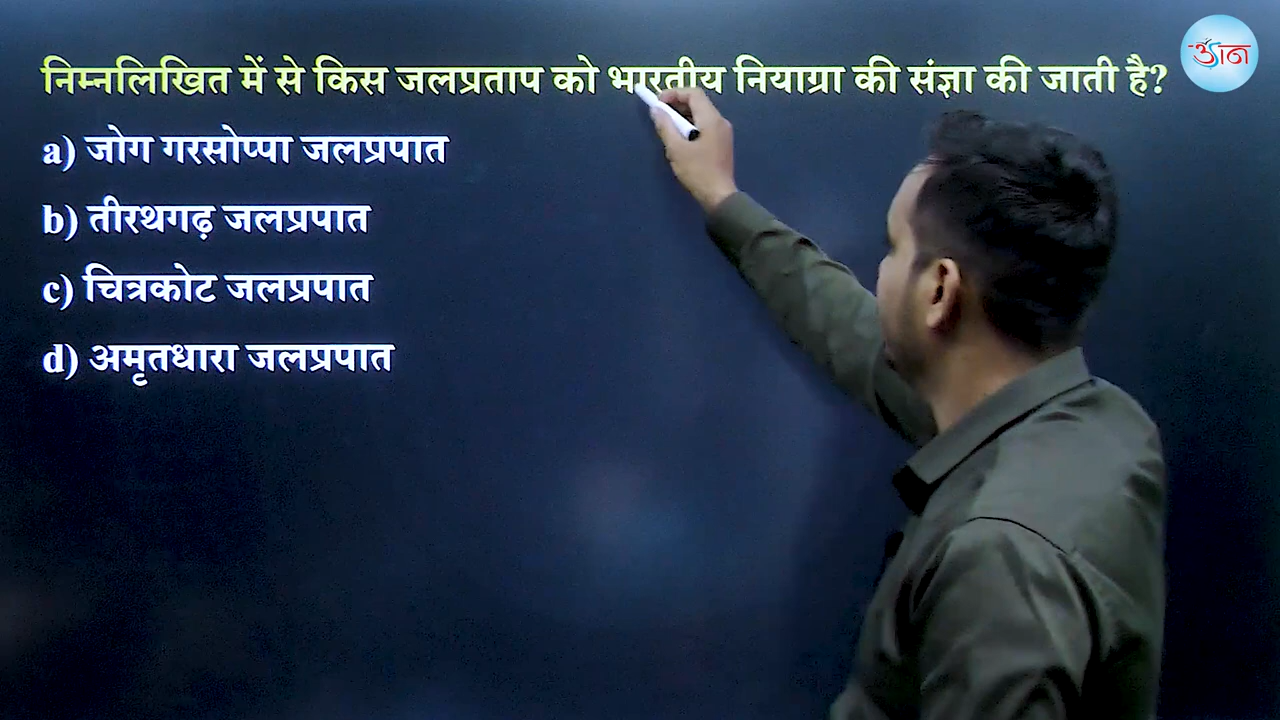 निम्नलिखित में से किस जलप्रताप को भारतीय नियाग्रा की संज्ञा की जाती है?
a) जोग गरसोप्पा जलप्रपात
b) तीरथगढ़ जलप्रपात
c) चित्रकोट जलप्रपात
d) अमृतधारा जलप्रपात